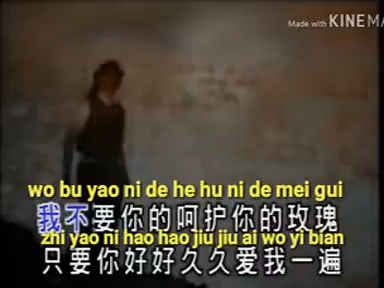 Made with KINEMA
wo bu yao ni de he hu ni de mei gui
我不要你的呵护你的玫瑰
zhi yao ni hao hao jiu jiu ai wo yi bian
只要你好好久久爱我一遍